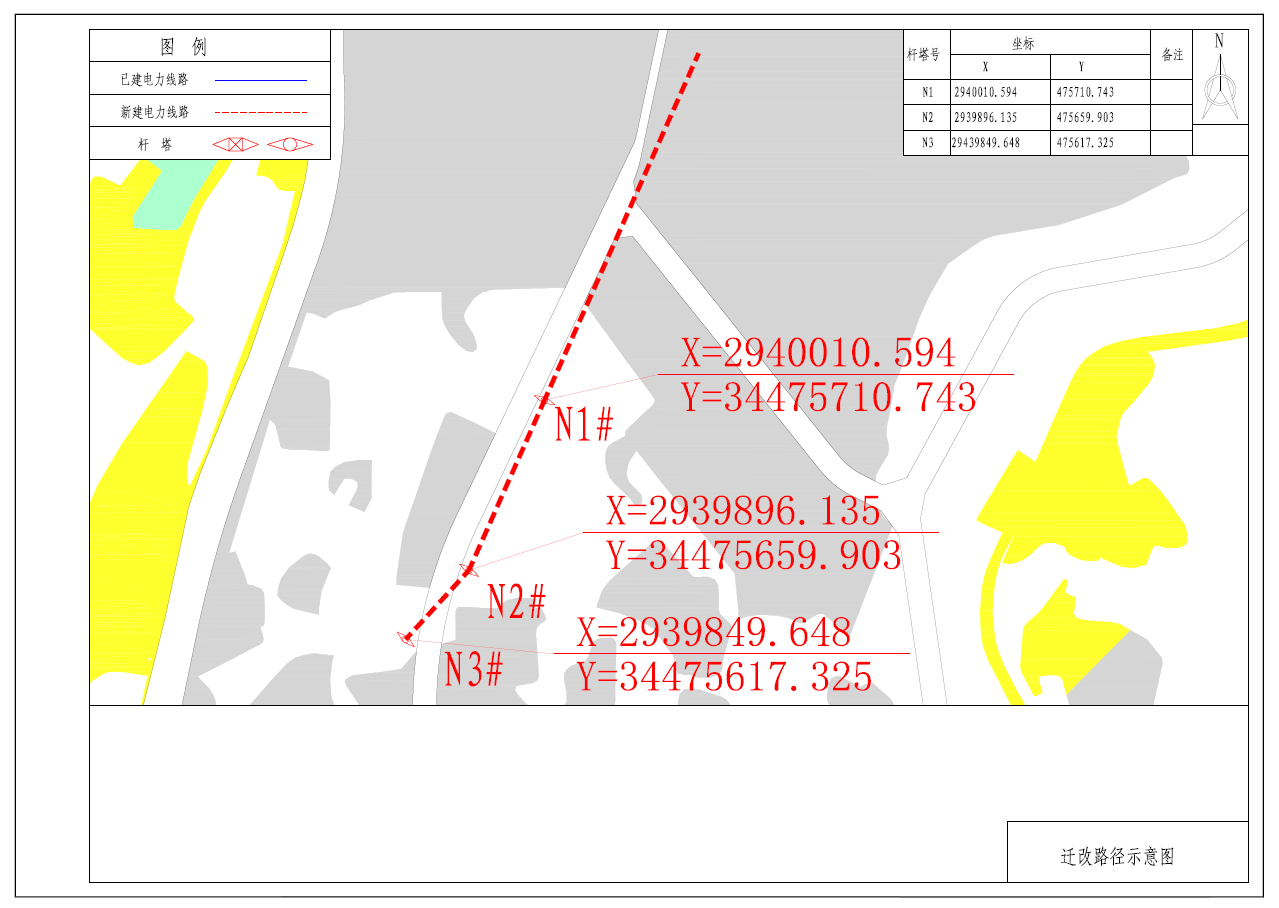 图 例
已建电力线路
新建电力线路
杆 塔
杆塔号 坐标 备注
X Y
N1 2940010.594 475710.743
N2 2939896.135 475659.903
N3 29439849.648 475617.325
N
X=2940010.594
Y=34475710.743
N1#
X=2939896.135
Y=34475659.903
N2#
X=2939849.648
Y=34475617.325
N3#
迁改路径示意图